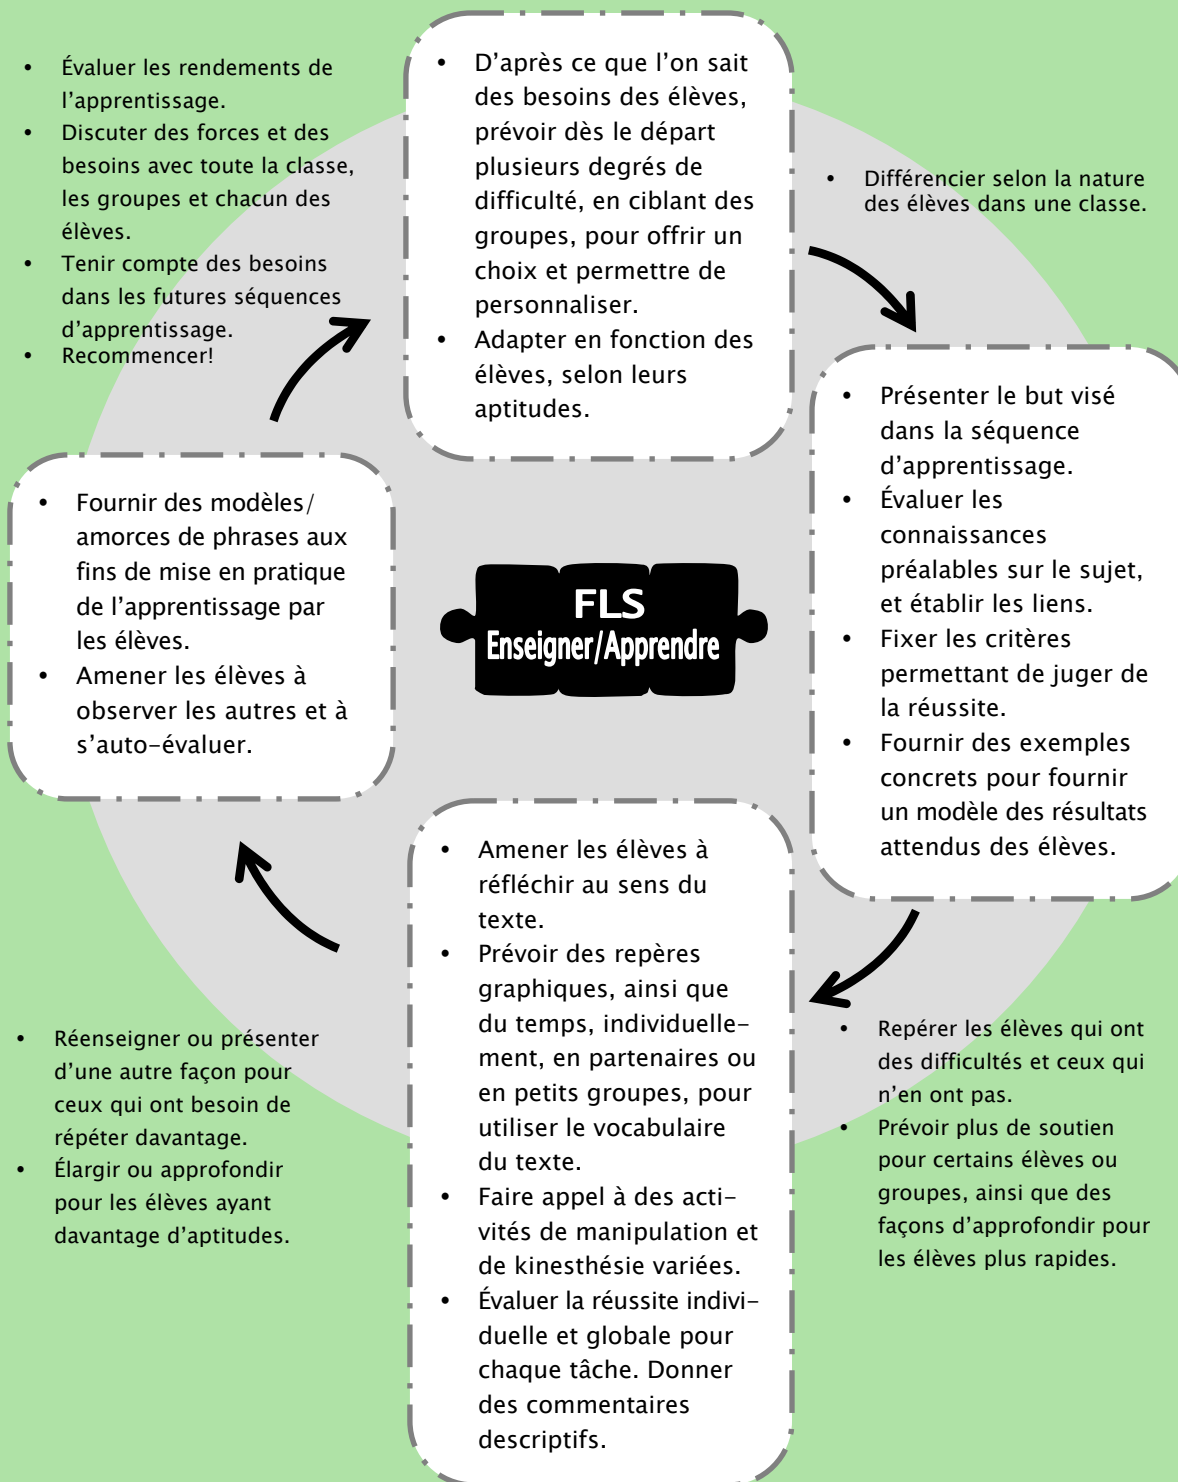 • Évaluer les rendements de
l’apprentissage.
• Discuter des forces et des
besoins avec toute la classe,
les groupes et chacun des
élèves.
• Tenir compte des besoins
dans les futures séquences
d’apprentissage.
• Recommencer!
• D’après ce que l’on sait
des besoins des élèves,
prévoir dès le départ
plusieurs degrés de
difficulté, en ciblant des
groupes, pour offrir un
choix et permettre de
personnaliser.
• Adapter en fonction des
élèves, selon leurs
aptitudes.
• Différencier selon la nature
des élèves dans une classe.
• Présenter le but visé
dans la séquence
d’apprentissage.
• Évaluer les
connaissances
préalables sur le sujet,
et établir les liens.
• Fixer les critères
permettant de juger de
la réussite.
• Fournir des exemples
concrets pour fournir
un modèle des résultats
attendus des élèves.
• Fournir des modèles/
amorces de phrases aux
fins de mise en pratique
de l’apprentissage par
les élèves.
• Amener les élèves à
observer les autres et à
s’auto-évaluer.
FLS
Enseigner/Apprendre
• Amener les élèves à
réfléchir au sens du
texte.
• Prévoir des repères
graphiques, ainsi que
du temps, individuelle-
ment, en partenaires ou
en petits groupes, pour
utiliser le vocabulaire
du texte.
• Faire appel à des acti-
vités de manipulation et
de kinesthésie variées.
• Évaluer la réussite indivi-
duelle et globale pour
chaque tâche. Donner
des commentaires
descriptifs.
• Repérer les élèves qui ont
des difficultés et ceux qui
n’en ont pas.
• Prévoir plus de soutien
pour certains élèves ou
groupes, ainsi que des
façons d’approfondir pour
les élèves plus rapides.
• Réenseigner ou présenter
d’une autre façon pour
ceux qui ont besoin de
répéter davantage.
• Élargir ou approfondir
pour les élèves ayant
davantage d’aptitudes.